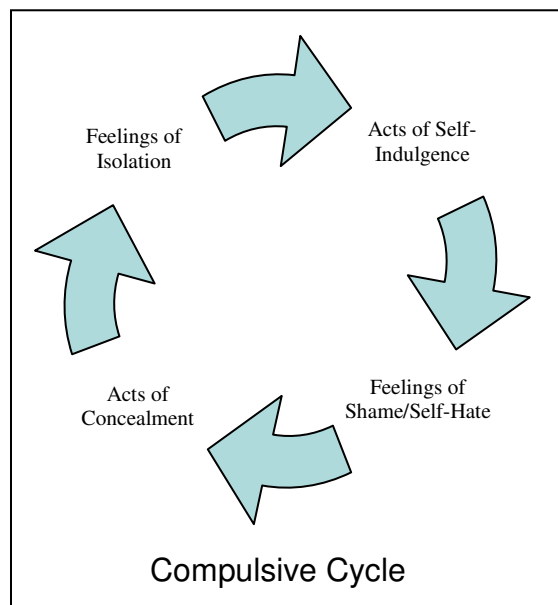 Feelings of
Isolation
Acts of Self-
Indulgence
Feelings of
Shame/Self-Hate
Acts of
Concealment
Compulsive Cycle